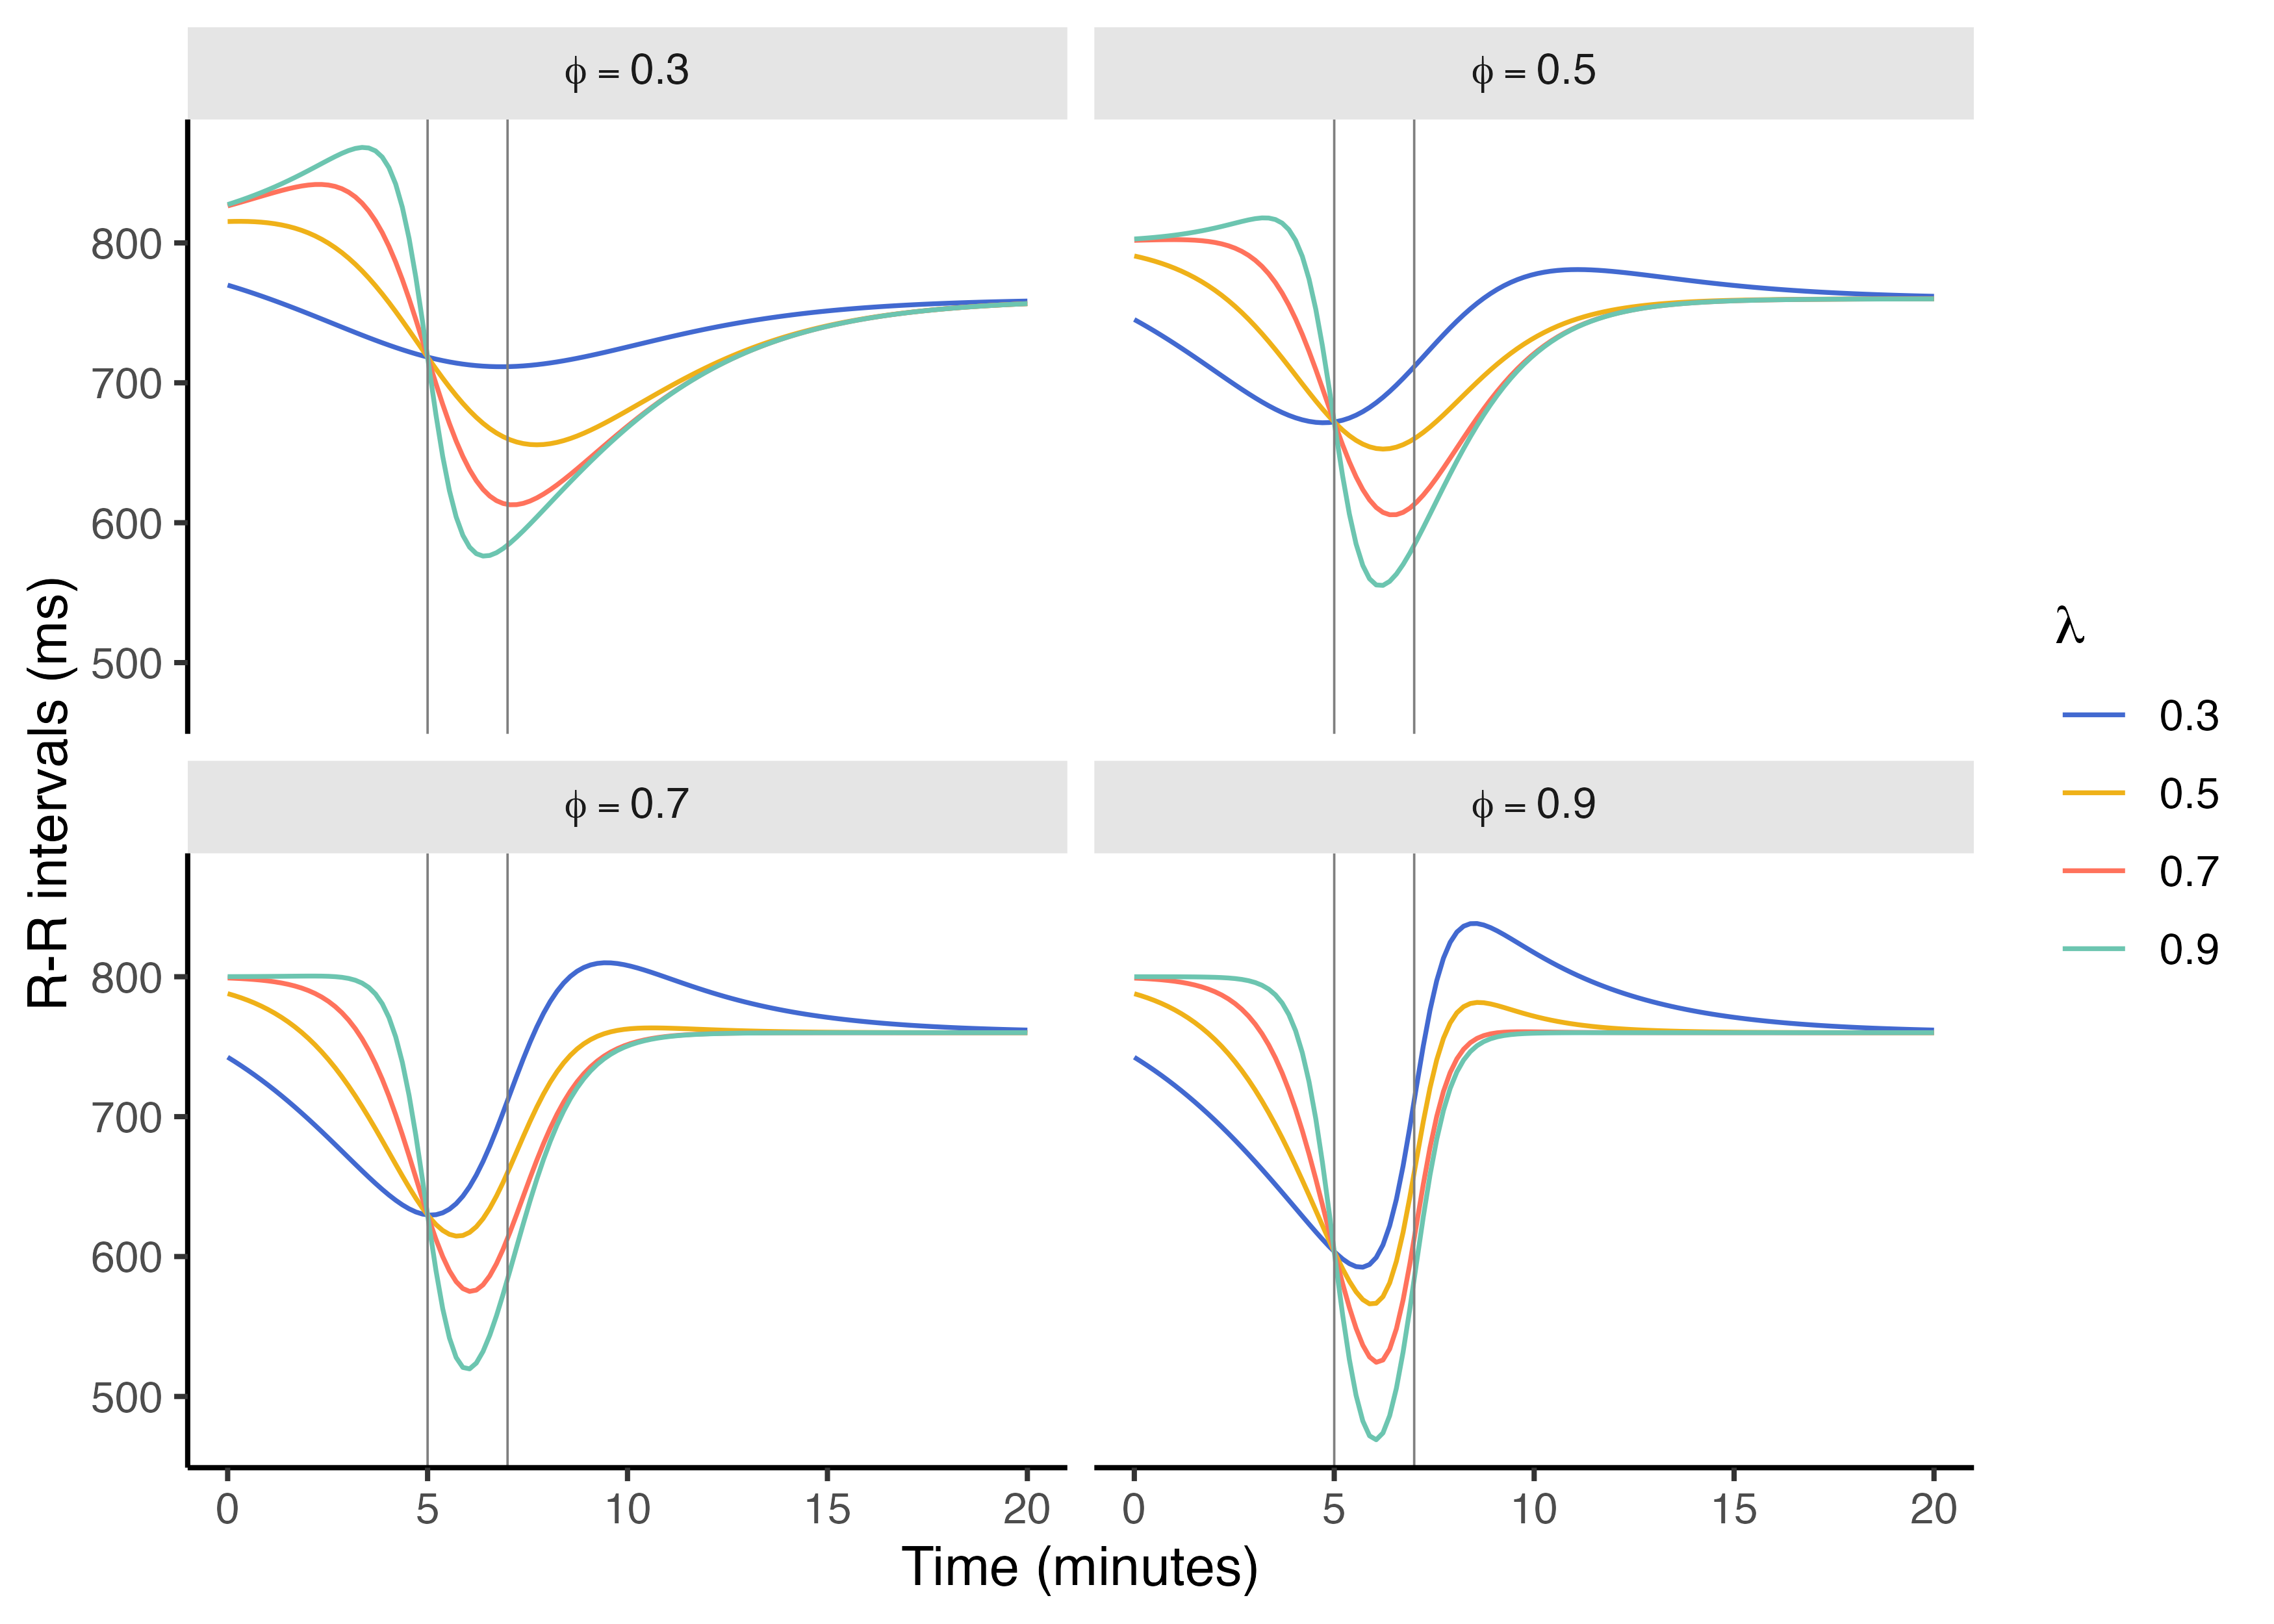 ϕ = 0.3
ϕ = 0.5
800
700
600
500
ϕ = 0.7
ϕ = 0.9
800
700
600
500
0 5 10 15 20
0 5 10 15 20
Time (minutes)
R-R intervals (ms)
λ
0.3
0.5
0.7
0.9